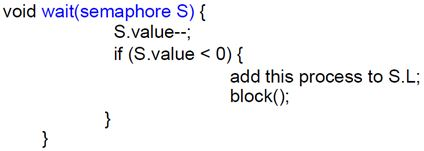 void wait(semaphore S) {
S.value--;
if (S.value < 0) {
add this process to S.L;
block();
}
}